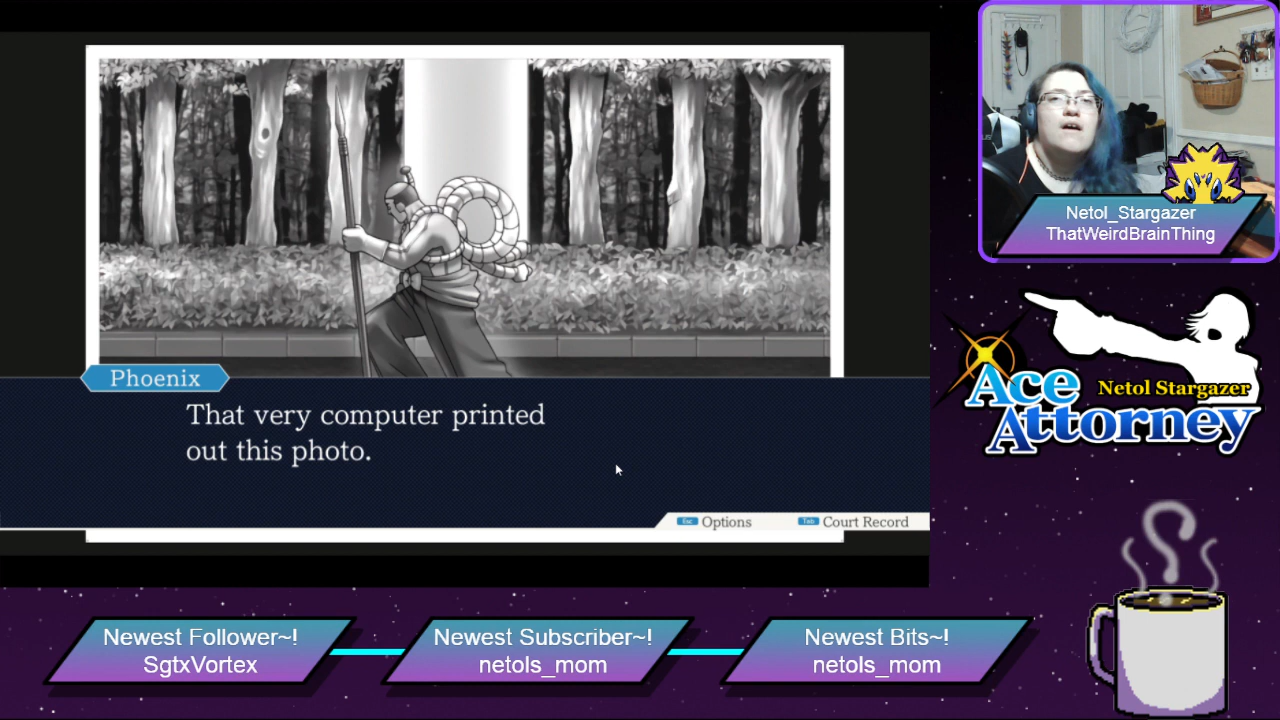 Phoenix
That very computer printed
out this photo.
Esc Options
Tab Court Record
Netol_Stargazer
ThatWeirdBrainThing
Ace
Netol Stargazer
Attorney
Newest Follower~!
SgtxVortex
Newest Subscriber~!
netols_mom
Newest Bits~!
netols_mom